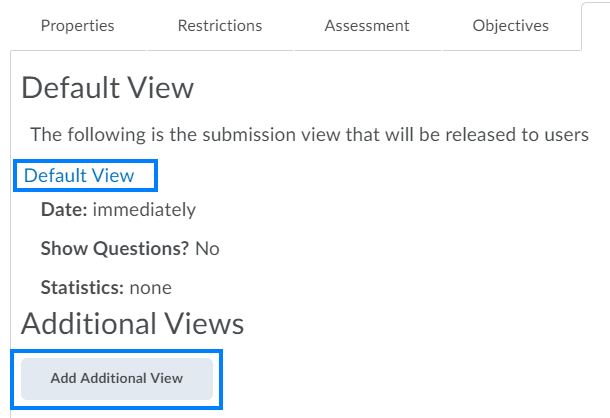 Properties Restrictions Assessment Objectives
Default View
The following is the submission view that will be released to users
Default View
Date: immediately
Show Questions? No
Statistics: none
Additional Views
Add Additional View